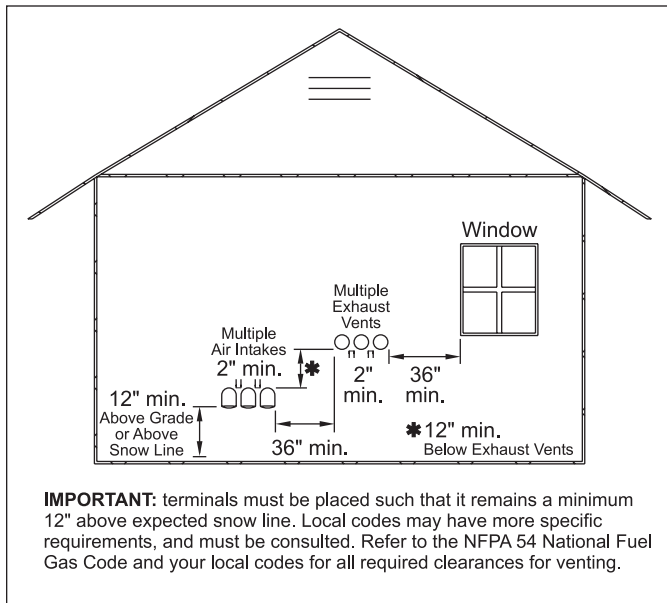 Window
Multiple
Exhaust
Vents
Multiple
Air Intakes
2" min.
✱
2"
min.
36"
min.
12" min.
Above Grade
or Above
Snow Line
36" min.
✱ 12" min.
Below Exhaust Vents
IMPORTANT: terminals must be placed such that it remains a minimum
12" above expected snow line. Local codes may have more specific
requirements, and must be consulted. Refer to the NFPA 54 National Fuel
Gas Code and your local codes for all required clearances for venting.